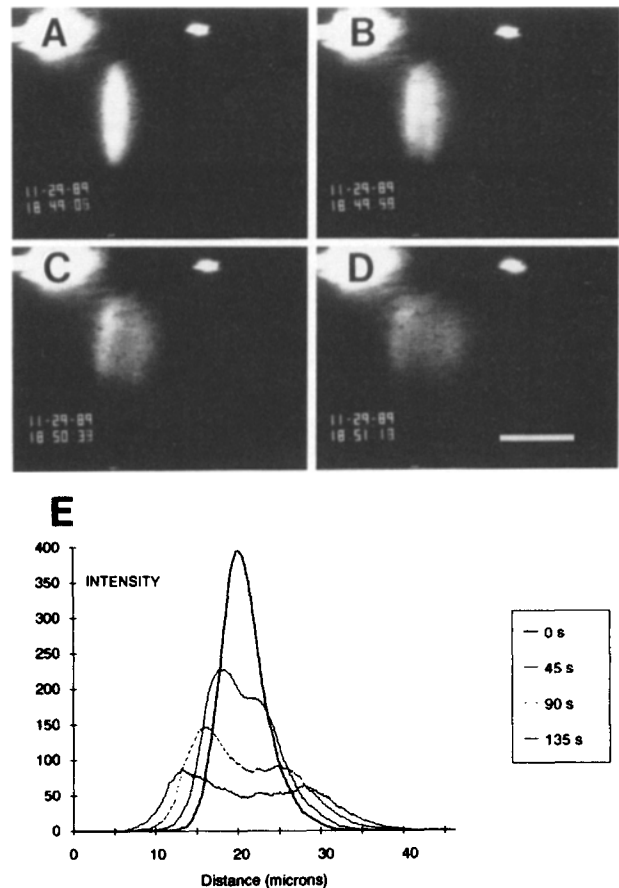 A
B
11-29-89
18 49 05
11-29-89
18 49 59
C
D
11-29-89
18 50 33
11-29-89
18 51 13
E
400
350
300
250
200
150
100
50
0
INTENSITY
0 s
45 s
90 s
135 s
0
10
20
30
40
Distance (microns)